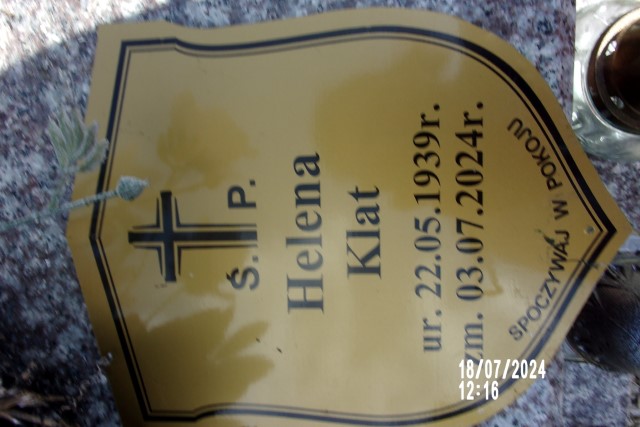 Ś. P.
Helena
Klat
ur. 22.05.1939r.
zm. 03.07.2024r.
SPOCZYWAJ W POKOJU
18/07/2024
12:16